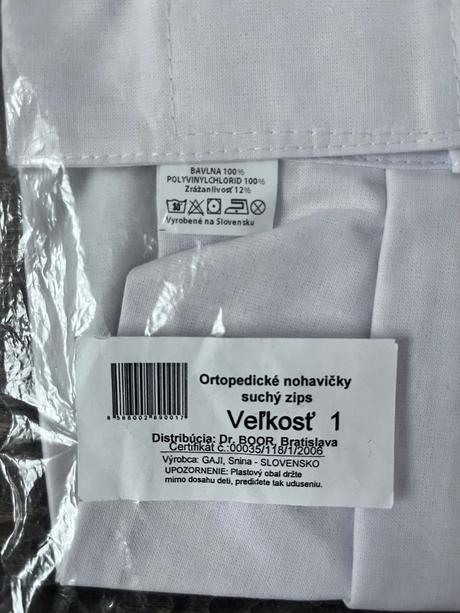 BAVLNA 100%
POLYVINYLCHLORID 100%
Zrážanlivosť 12%
Vyrobené na Slovensku
8588002890017
Ortopedické nohavičky
suchý zips
Veľkosť 1
Distribúcia: Dr. BOOR, Bratislava
Certifikát č.:00035/118/1/2006
Výrobca: GAJI, Snina - SLOVENSKO
UPOZORNENIE: Plastový obal držte
mimo dosahu deti, predidete tak uduseniu.